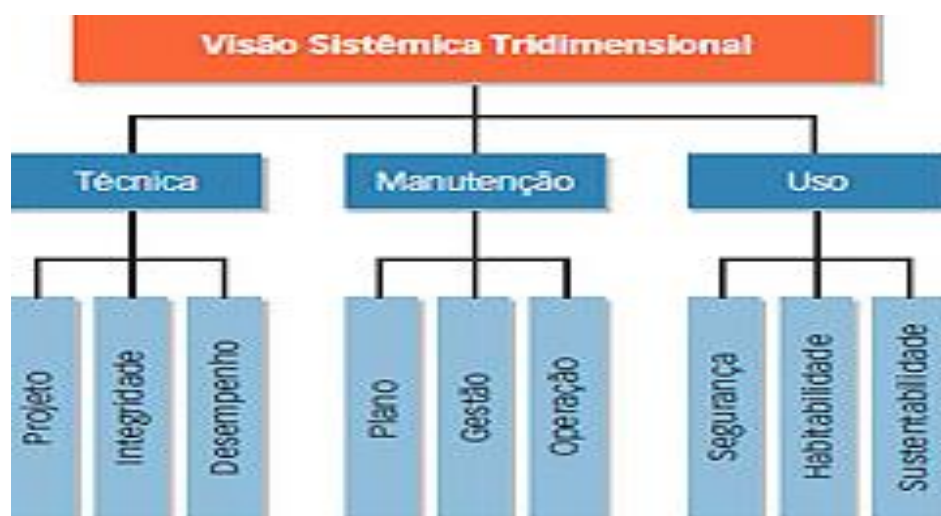 Visão Sistêmica Tridimensional
Técnica
Manutenção
Uso
Projeto
Integridade
Desempenho
Plano
Gestão
Operação
Segurança
Habitabilidade
Sustentabilidade